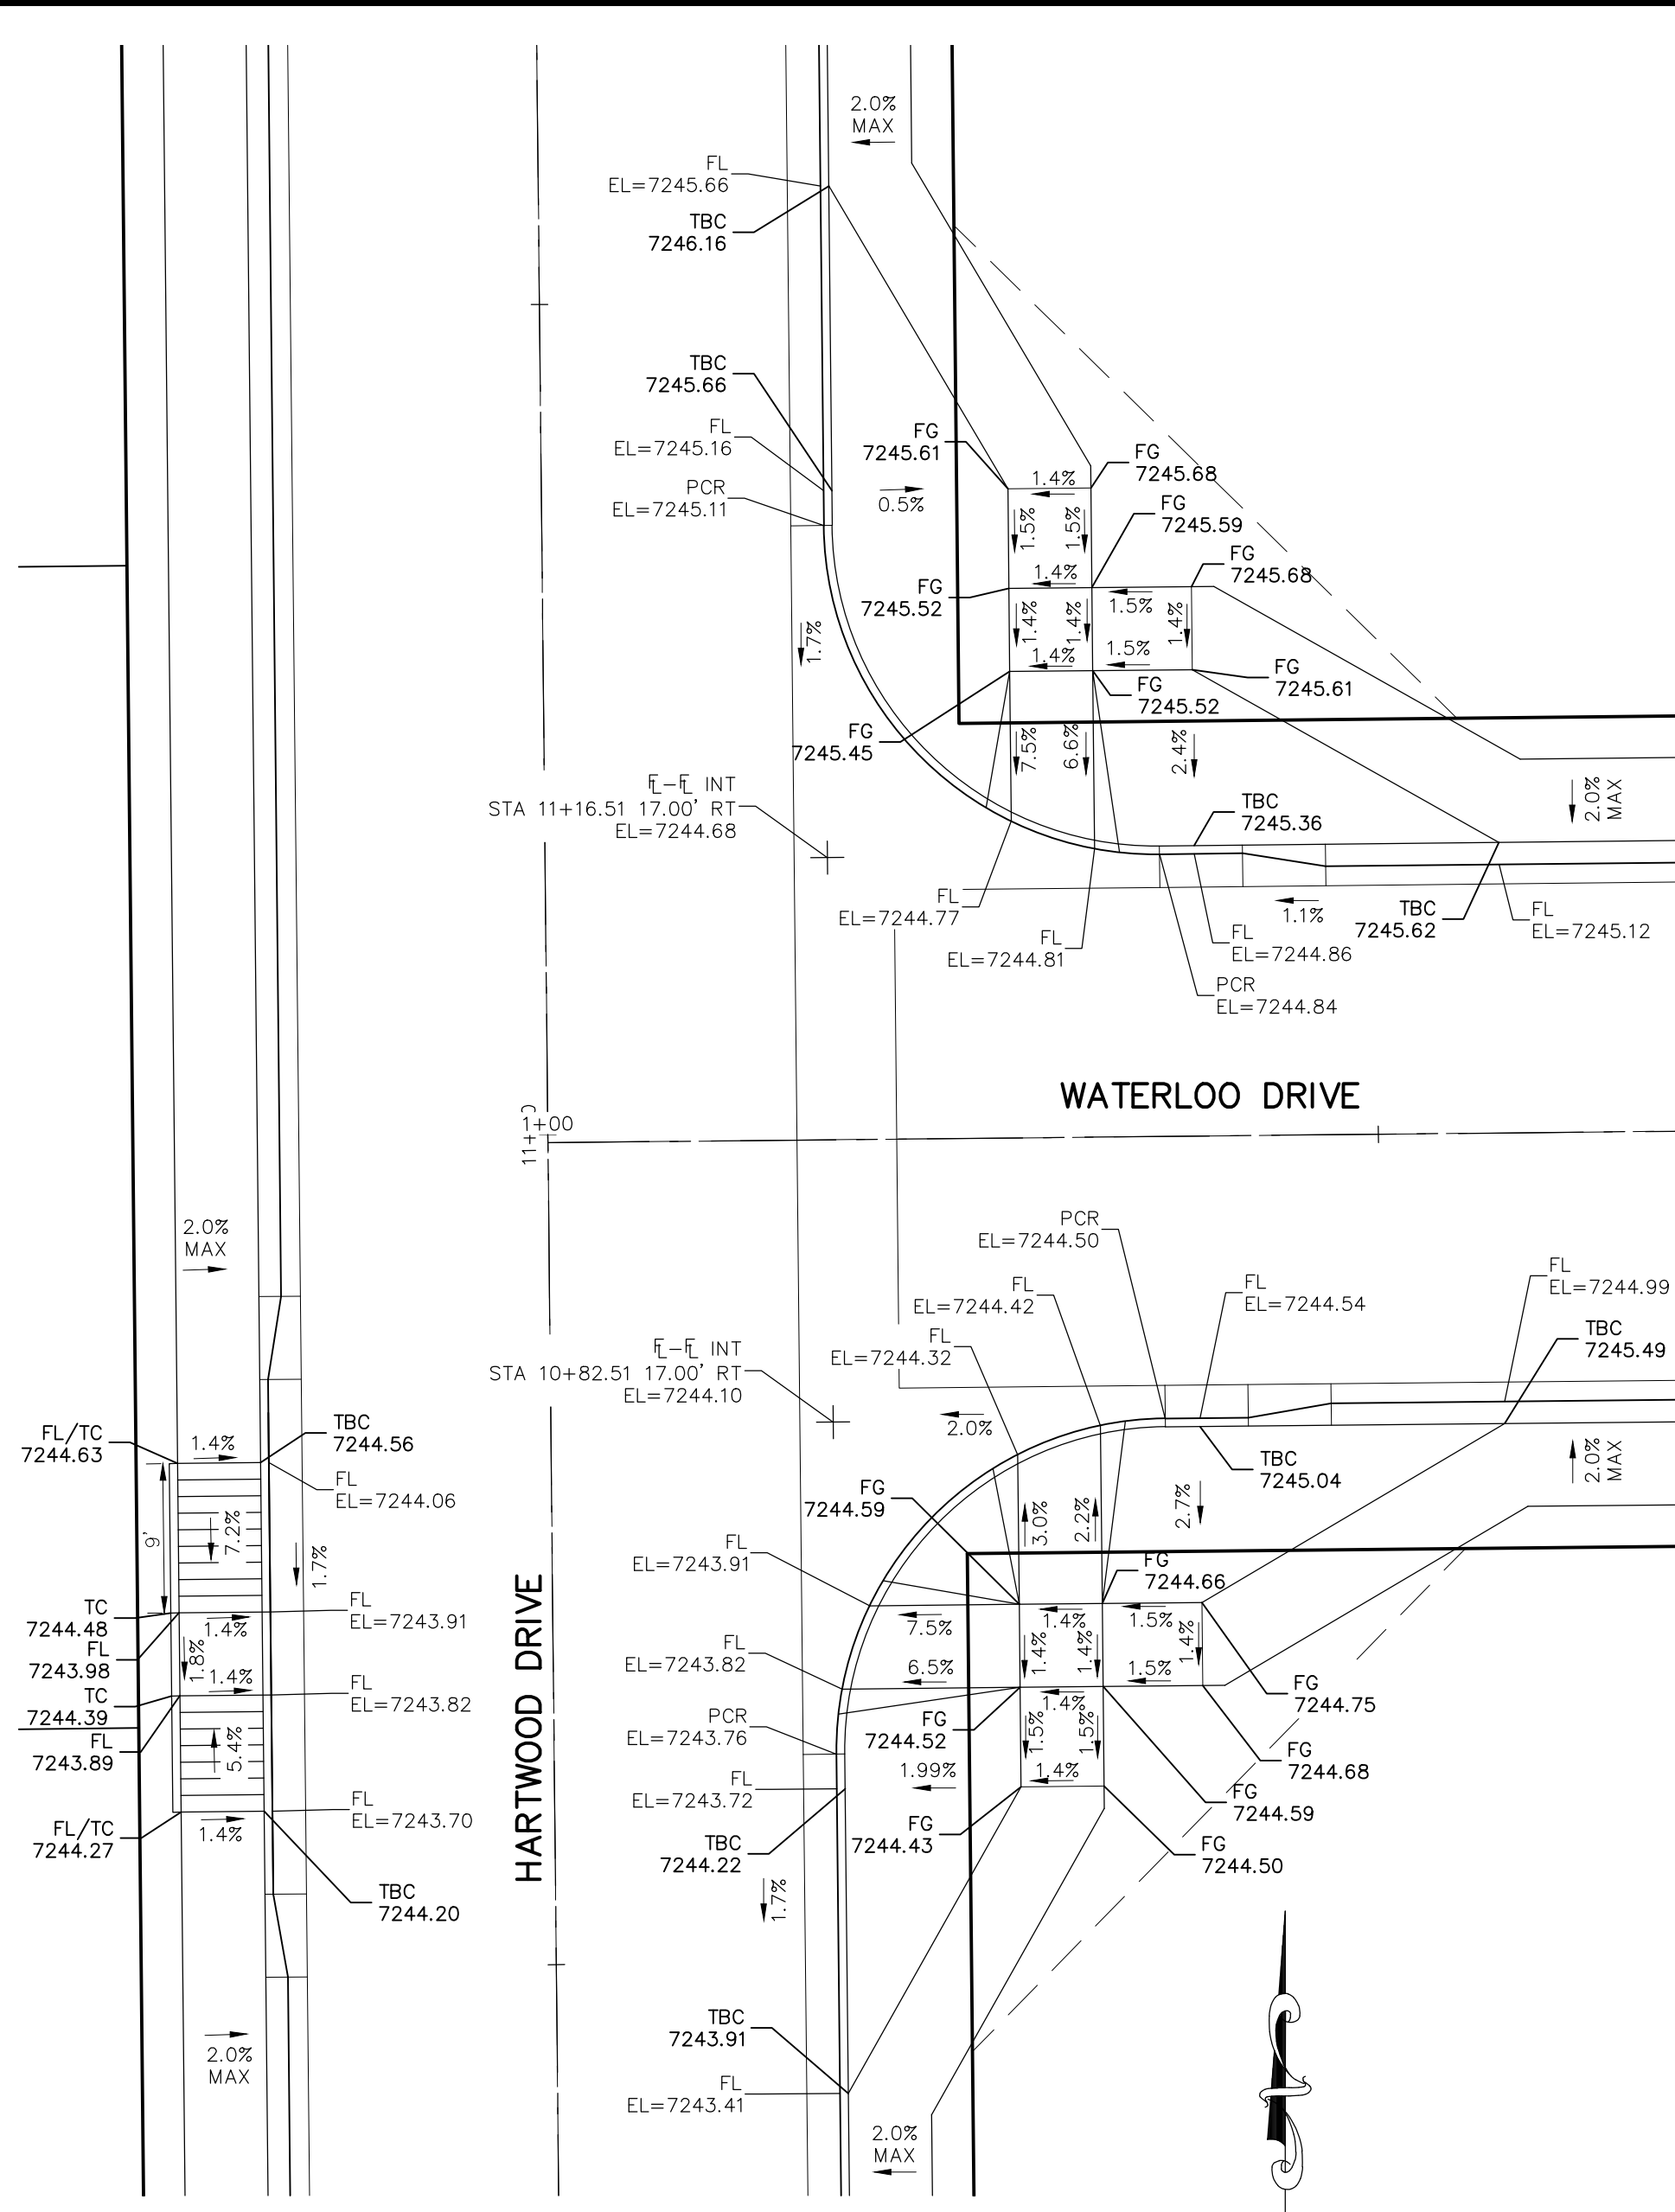 2.0%
MAX
FL
EL=7245.66
TBC
7246.16
TBC
7245.66
FL
EL=7245.16
PCR
EL=7245.11
FG
7245.61
0.5%
1.4%
FG
7245.68
FG
7245.59
1.5%
1.5%
FG
7245.68
1.4%
FG
7245.52
1.5%
1.4%
1.4%
1.4%
1.7%
1.4%
1.5%
FG
7245.61
FG
7245.52
FG
7245.45
7.5%
6.6%
2.4%
FL-FL INT
STA 11+16.51 17.00' RT
EL=7244.68
TBC
7245.36
2.0%
MAX
FL
EL=7244.77
1.1%
TBC
7245.62
FL
EL=7245.12
FL
EL=7244.81
FL
EL=7244.86
PCR
EL=7244.84
WATERLOO DRIVE
1+00
11+0
2.0%
MAX
PCR
EL=7244.50
FL
EL=7244.42
FL
EL=7244.54
FL
EL=7244.99
FL
EL=7244.32
TBC
7245.49
FL-FL INT
STA 10+82.51 17.00' RT
EL=7244.10
2.0%
FL/TC
7244.63
1.4%
TBC
7244.56
TBC
7245.04
2.0%
MAX
FL
EL=7244.06
FG
7244.59
9'
7.2%
1.7%
3.0%
2.2%
2.7%
FL
EL=7243.91
FG
7244.66
TC
7244.48
FL
7243.98
1.4%
FL
EL=7243.91
7.5%
1.4%
1.5%
1.8%
1.4%
1.4%
1.4%
FL
EL=7243.82
6.5%
1.5%
TC
7244.39
FL
7243.89
1.4%
FL
EL=7243.82
FG
7244.75
PCR
EL=7243.76
FG
7244.52
1.4%
1.5%
1.5%
5.4%
FG
7244.68
1.99%
1.4%
FL
EL=7243.72
FG
7244.59
FL/TC
7244.27
1.4%
FL
EL=7243.70
TBC
7244.22
FG
7244.43
FG
7244.50
HARTWOOD DRIVE
TBC
7244.20
1.7%
2.0%
MAX
TBC
7243.91
FL
EL=7243.41
2.0%
MAX